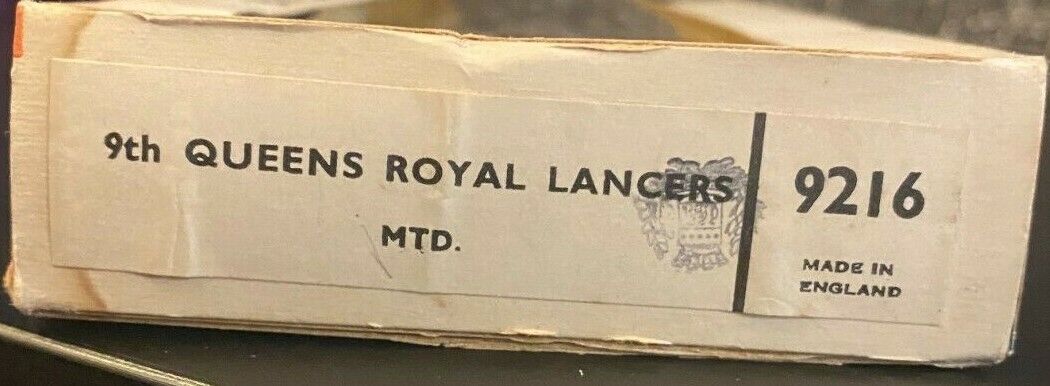 9th QUEENS ROYAL LANCERS
MTD.
9216
MADE IN
ENGLAND